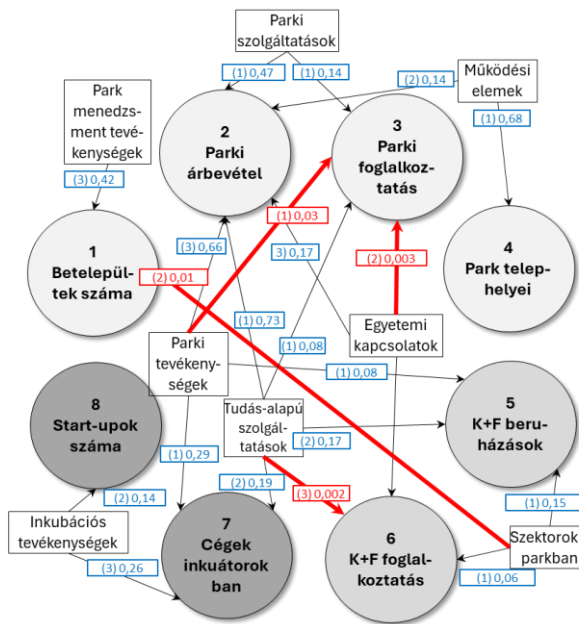 Parki
szolgáltatások
(1) 0,47
(1) 0,14
(2) 0,14
Működési
elemek
(1) 0,68
Park
menedzs-
ment tevé-
kenységek
(3) 0,42
2
Parki
árbevétel
3
Parki
foglalkoz-
tatás
1
Betelepül-
tek száma
4
Park telep-
helyei
(3) 0,66
(1) 0,03
3) 0,17
(2) 0,003
(2) 0,01
(1) 0,73
(1) 0,08
Parki
tevékeny-
ségek
Egyetemi
kapcsolatok
(1) 0,08
8
Start-upok
száma
Tudás-alapú
szolgál-
tatások
(2) 0,17
5
K+F beru-
házások
(1) 0,29
(2) 0,19
(3) 0,002
(2) 0,14
(1) 0,15
Inkubációs
tevékenységek
(3) 0,26
7
Cégek
inkuátorok
ban
6
K+F foglal-
koztatás
Szektorok
parkban
(1) 0,06